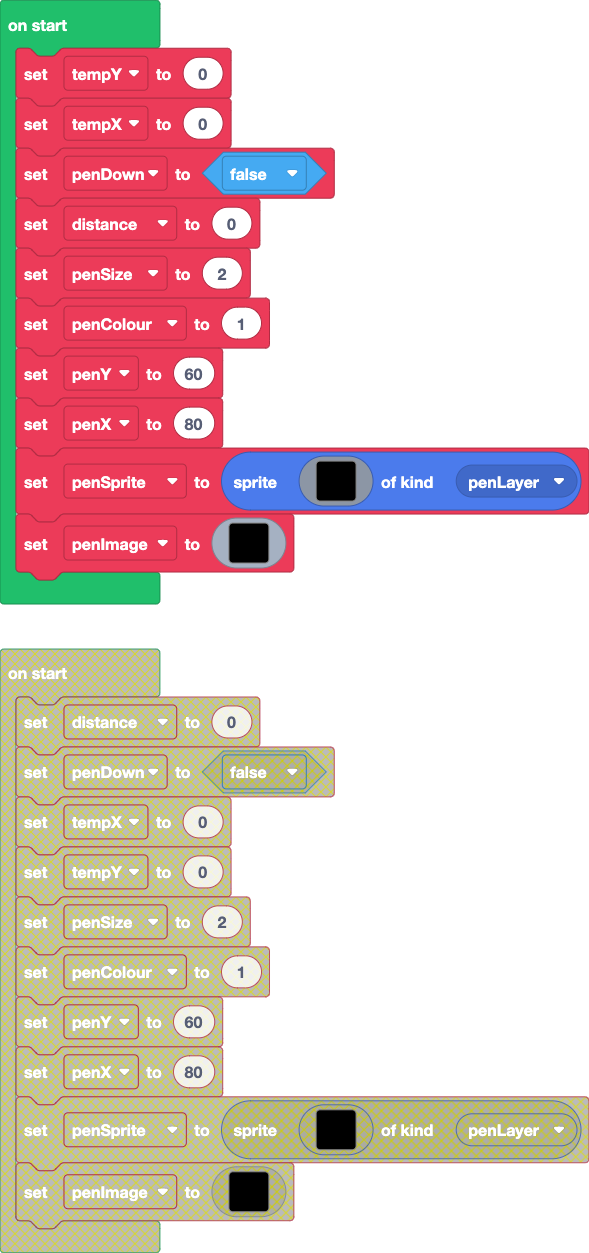 on start
set tempY to 0
set tempX to 0
set penDown to false
set distance to 0
set penSize to 2
set penColour to 1
set penY to 60
set penX to 80
set penSprite to sprite of kind penLayer
set penImage to
on start
set distance to 0
set penDown to false
set tempX to 0
set tempY to 0
set penSize to 2
set penColour to 1
set penY to 60
set penX to 80
set penSprite to sprite of kind penLayer
set penImage to